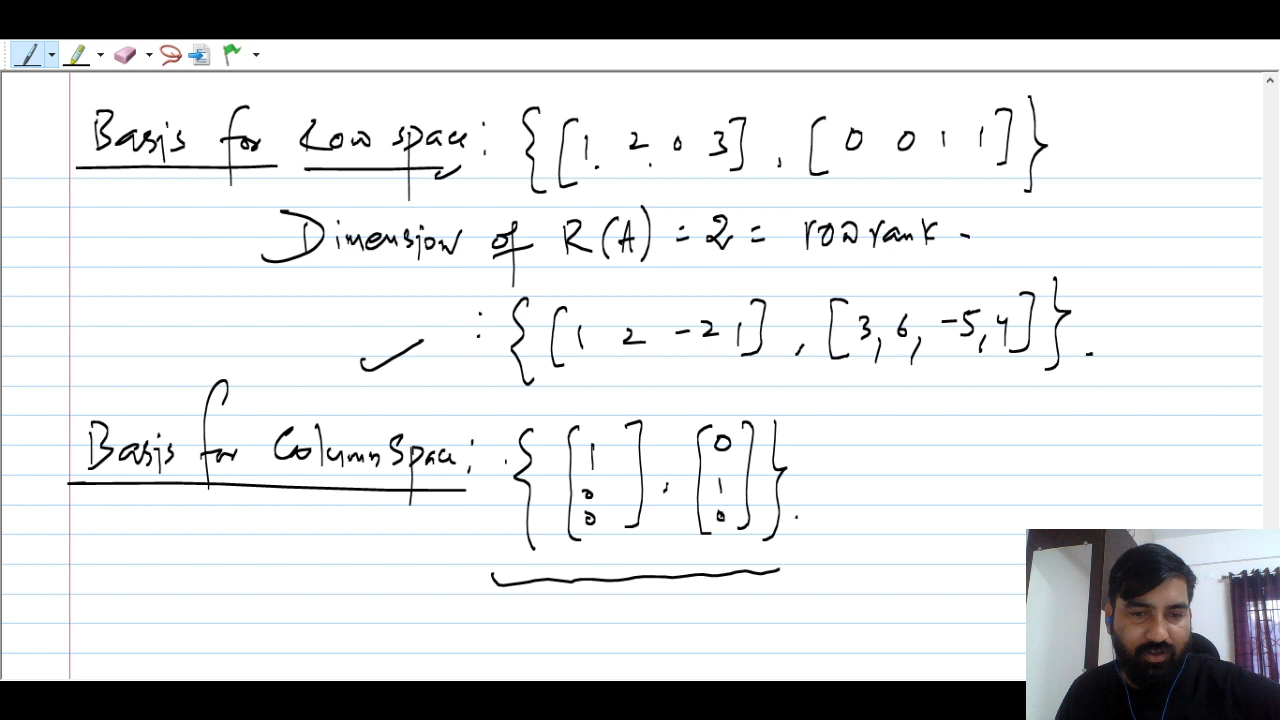 Basis for Row space : { [1 2 0 3] , [0 0 1 1] }
Dimension of R(A) = 2 = row rank -
: { [1 2 -2 1] , [3, 6, -5, 4] } .
Basis for Column Space : { [1 0 0] , [0 1 0] } .